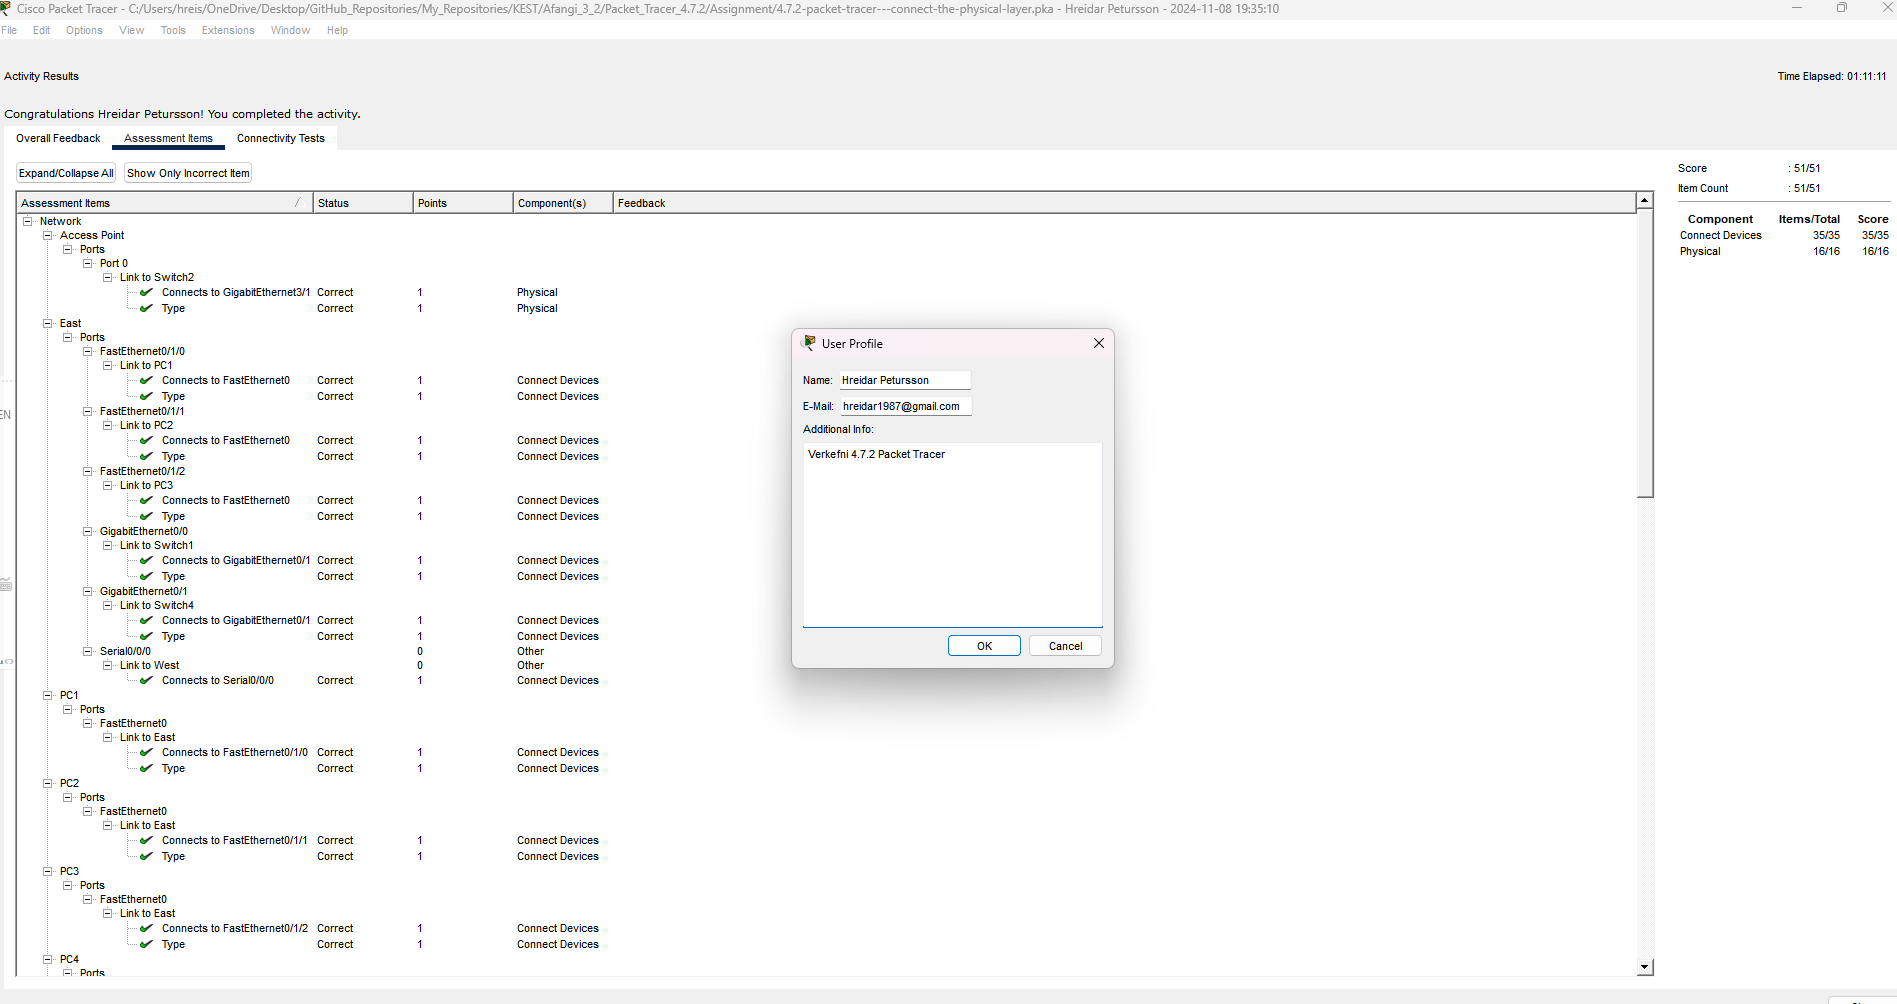 Cisco Packet Tracer - C:/Users/hreis/OneDrive/Desktop/GitHub_Repositories/My_Repositories/KEST/Afangi_3_2/Packet_Tracer_4.7.2/Assignment/4.7.2-packet-tracer---connect-the-physical-layer.pka - Hreidar Petursson - 2024-11-08 19:35:10
File Edit Options View Tools Extensions Window Help
Activity Results Time Elapsed: 01:11:11
Congratulations Hreidar Petursson! You completed the activity.
Overall Feedback Assessment Items Connectivity Tests
Expand/Collapse All Show Only Incorrect Item
Assessment Items Status Points Component(s) Feedback
Network
Access Point
Ports
Port 0
Link to Switch2
Connects to GigabitEthernet3/1 Correct 1 Physical
Type Correct 1 Physical
East
Ports
FastEthernet0/1/0
Link to PC1
Connects to FastEthernet0 Correct 1 Connect Devices
Type Correct 1 Connect Devices
FastEthernet0/1/1
Link to PC2
Connects to FastEthernet0 Correct 1 Connect Devices
Type Correct 1 Connect Devices
FastEthernet0/1/2
Link to PC3
Connects to FastEthernet0 Correct 1 Connect Devices
Type Correct 1 Connect Devices
GigabitEthernet0/0
Link to Switch1
Connects to GigabitEthernet0/1 Correct 1 Connect Devices
Type Correct 1 Connect Devices
GigabitEthernet0/1
Link to Switch4
Connects to GigabitEthernet0/1 Correct 1 Connect Devices
Type Correct 1 Connect Devices
Serial0/0/0 0 Other
Link to West 0 Other
Connects to Serial0/0/0 Correct 1 Connect Devices
PC1
Ports
FastEthernet0
Link to East
Connects to FastEthernet0/1/0 Correct 1 Connect Devices
Type Correct 1 Connect Devices
PC2
Ports
FastEthernet0
Link to East
Connects to FastEthernet0/1/1 Correct 1 Connect Devices
Type Correct 1 Connect Devices
PC3
Ports
FastEthernet0
Link to East
Connects to FastEthernet0/1/2 Correct 1 Connect Devices
Type Correct 1 Connect Devices
PC4
Ports
Score : 51/51
Item Count : 51/51
Component Items/Total Score
Connect Devices 35/35 35/35
Physical 16/16 16/16
User Profile
Name: Hreidar Petursson
E-Mail: hreidar1987@gmail.com
Additional Info:
Verkefni 4.7.2 Packet Tracer
OK Cancel
EN